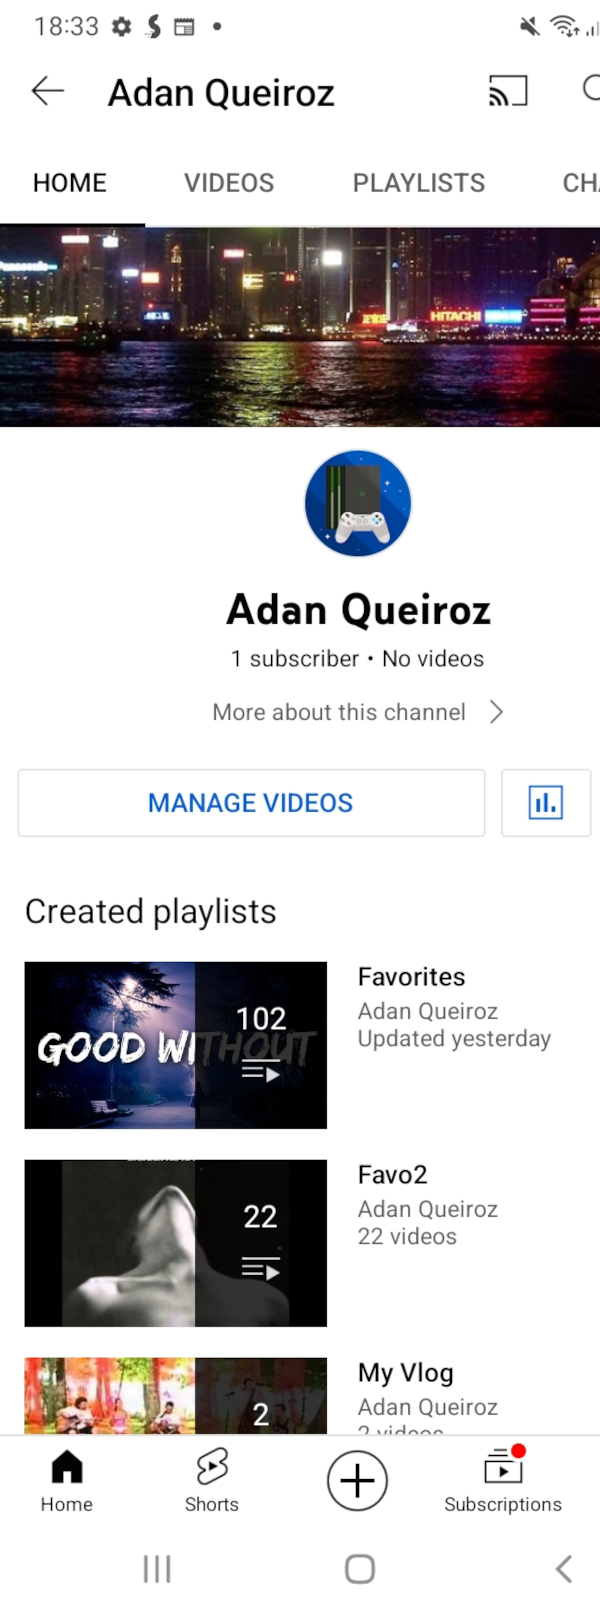 18:33
Adan Queiroz
HOME VIDEOS PLAYLISTS
HITACHI
Adan Queiroz
1 subscriber • No videos
More about this channel
MANAGE VIDEOS
Created playlists
GOOD WITHOUT
102
Favorites
Adan Queiroz
Updated yesterday
22
Favo2
Adan Queiroz
22 videos
2
My Vlog
Adan Queiroz
2 videos
Home Shorts Subscriptions